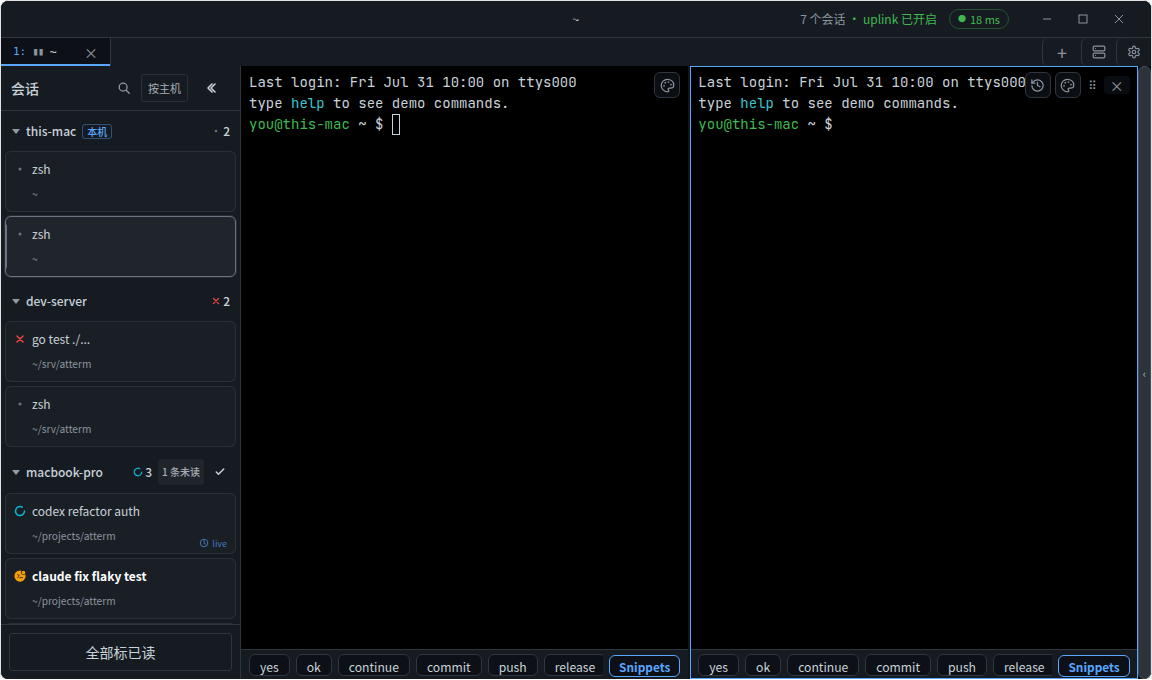 ~
7 个会话 · uplink 已开启 18 ms
1: ~
会话 按主机
this-mac 本机 · 2
zsh
~
zsh
~
dev-server 2
go test ./...
~/srv/atterm
zsh
~/srv/atterm
macbook-pro 3 1 条未读
codex refactor auth
~/projects/atterm
live
claude fix flaky test
~/projects/atterm
全部标已读
Last login: Fri Jul 31 10:00 on ttys000
type help to see demo commands.
you@this-mac ~ $
yes ok continue commit push release Snippets
Last login: Fri Jul 31 10:00 on ttys000
type help to see demo commands.
you@this-mac ~ $
yes ok continue commit push release Snippets